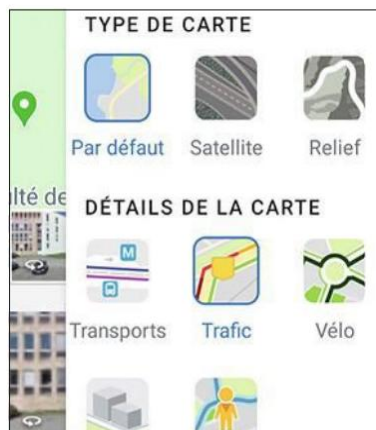 TYPE DE CARTE
Par défaut Satellite Relief
lté de
DÉTAILS DE LA CARTE
M
Transports Trafic Vélo